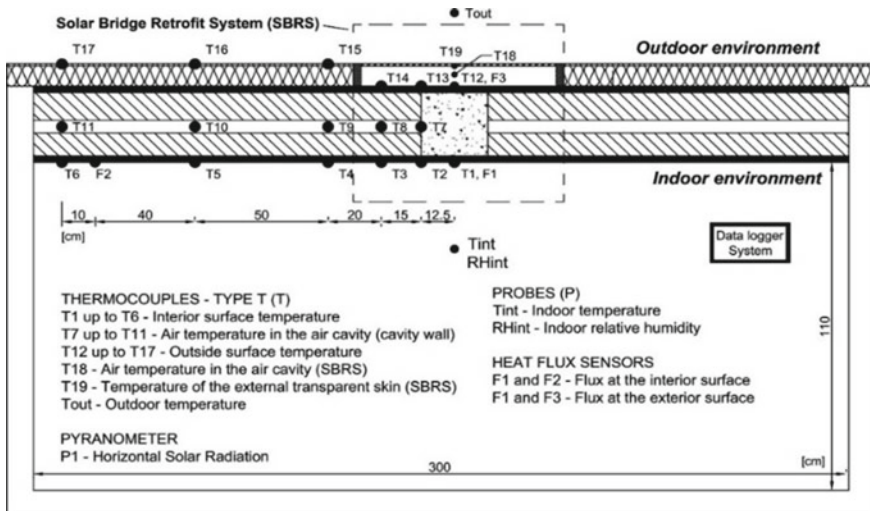 Tout
Solar Bridge Retrofit System (SBRS)
T17 T16 T15 T19 Outdoor environment
T18
T14 T13 T12, F3
T11 T10 T9 T8 T7
T6 F2 T5 T4 T3 T2 T1, F1 Indoor environment
10 40 50 20 15 12.5
[cm]
Tint
RHint
Data logger
System
THERMOCOUPLES - TYPE T (T)
T1 up to T6 - Interior surface temperature
T7 up to T11 - Air temperature in the air cavity (cavity wall)
T12 up to T17 - Outside surface temperature
T18 - Air temperature in the air cavity (SBRS)
T19 - Temperature of the external transparent skin (SBRS)
Tout - Outdoor temperature
PYRANOMETER
P1 - Horizontal Solar Radiation
PROBES (P)
Tint - Indoor temperature
RHint - Indoor relative humidity
HEAT FLUX SENSORS
F1 and F2 - Flux at the interior surface
F1 and F3 - Flux at the exterior surface
110
300
[cm]